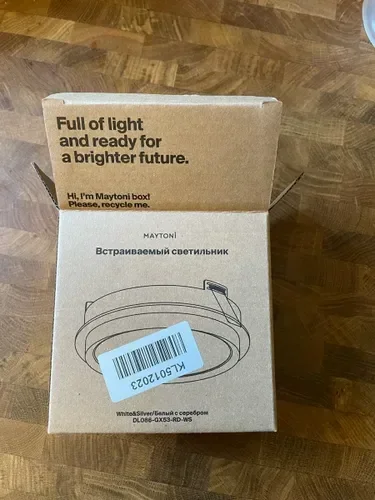 Full of light
and ready for
a brighter future.
Hi, I'm Maytoni box!
Please, recycle me.
MAYTONI
Встраиваемый светильник
KL5012023
White&Silver/Белый с серебром
DL086-GX53-RD-WS